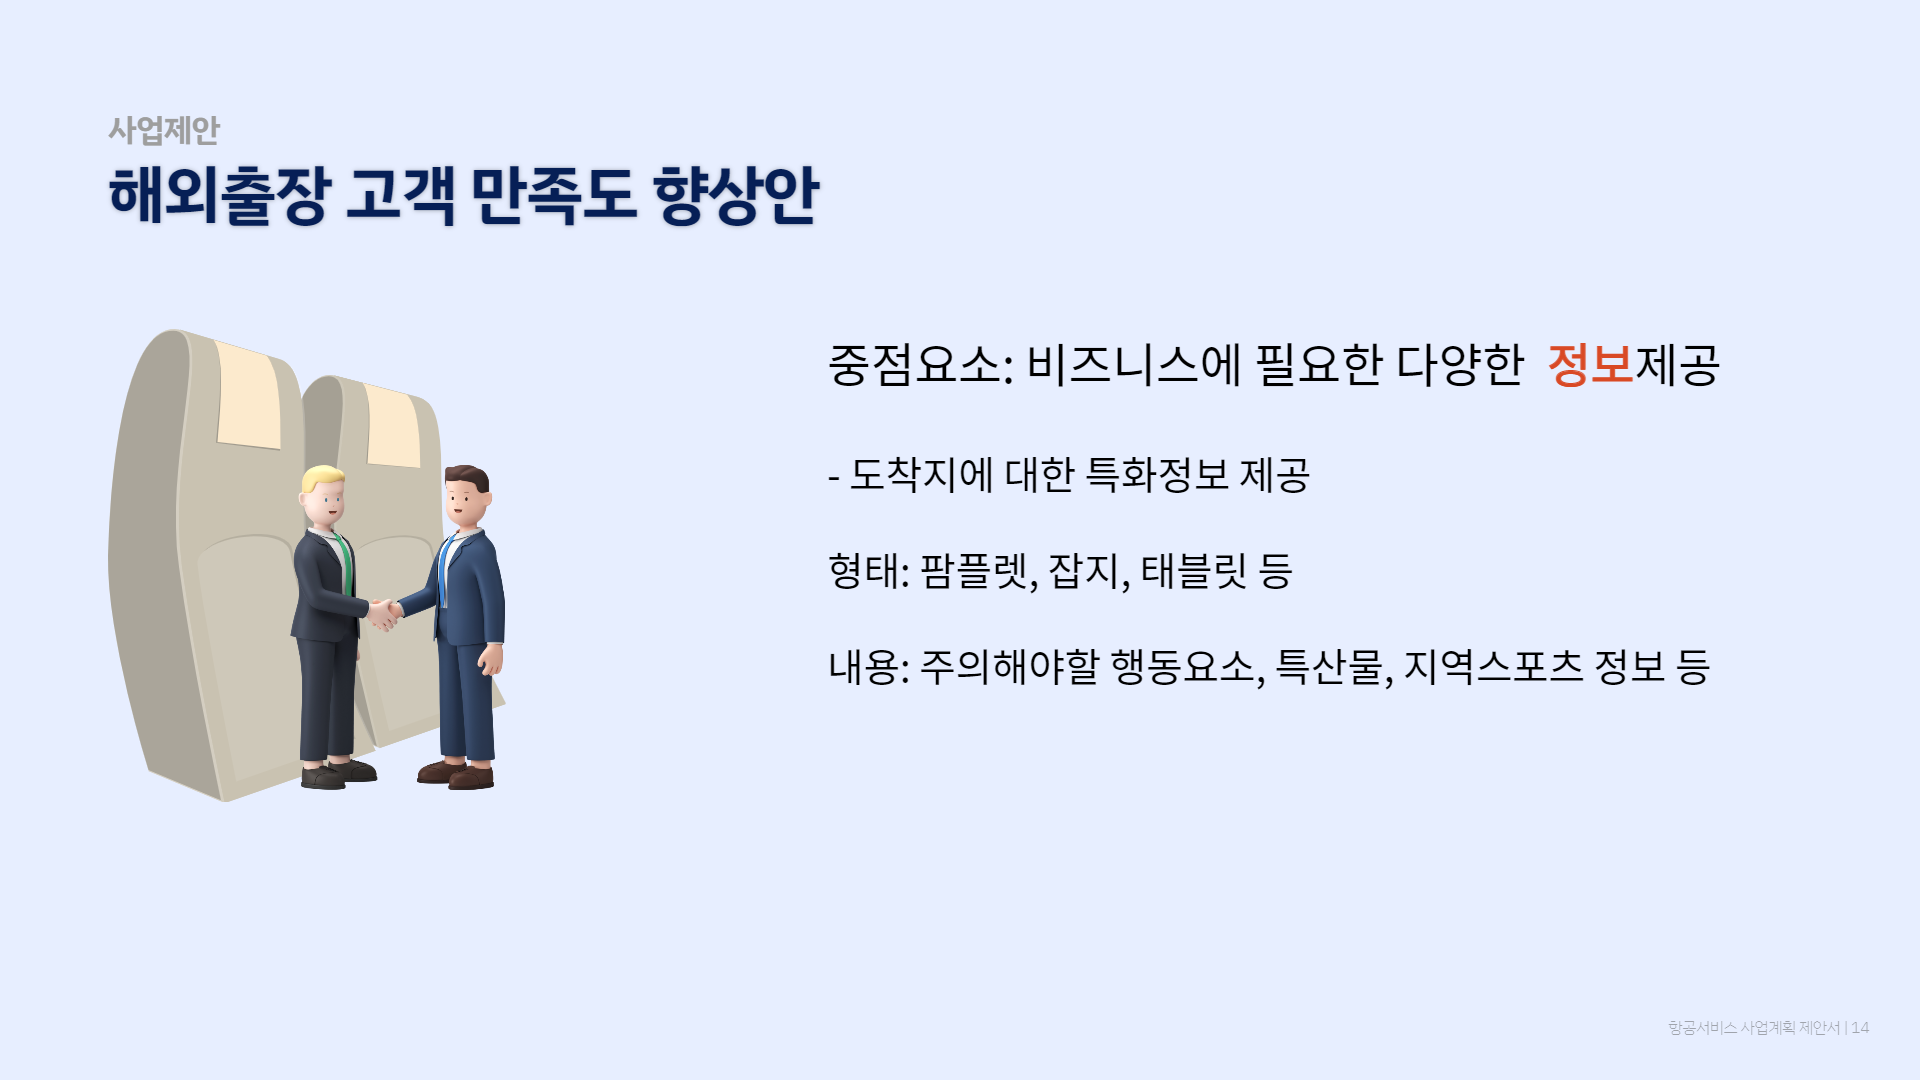 사업제안
해외출장 고객 만족도 향상안
중점요소: 비즈니스에 필요한 다양한 정보제공
- 도착지에 대한 특화정보 제공
형태: 팜플렛, 잡지, 태블릿 등
내용: 주의해야할 행동요소, 특산물, 지역스포츠 정보 등
항공서비스 사업계획 제안서 | 14